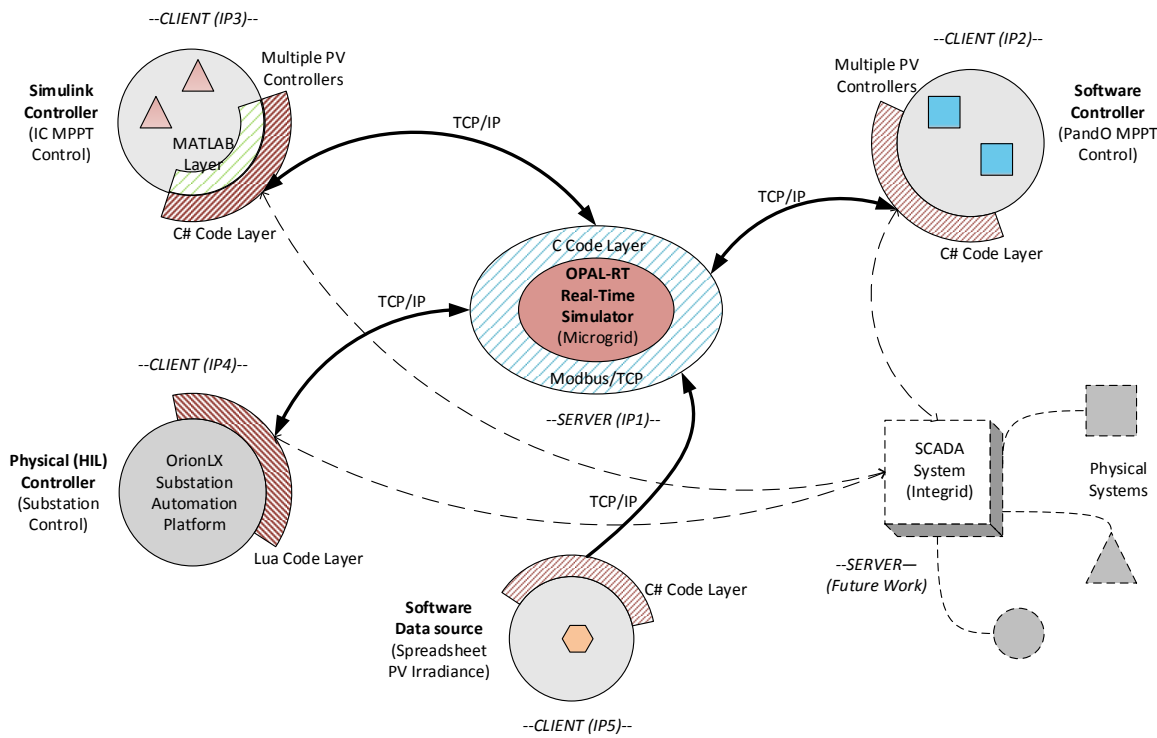 --CLIENT (IP3)--
Multiple PV
Controllers
Simulink
Controller
(IC MPPT
Control)
MATLAB
Layer
C# Code Layer
TCP/IP
--CLIENT (IP2)--
Multiple PV
Controllers
Software
Controller
(PandO MPPT
Control)
C# Code Layer
TCP/IP
C Code Layer
OPAL-RT
Real-Time
Simulator
(Microgrid)
Modbus/TCP
--SERVER (IP1)--
TCP/IP
--CLIENT (IP4)--
Physical (HIL)
Controller
(Substation
Control)
OrionLX
Substation
Automation
Platform
Lua Code Layer
TCP/IP
C# Code Layer
Software
Data source
(Spreadsheet
PV Irradiance)
--CLIENT (IP5)--
SCADA
System
(Integrid)
Physical
Systems
--SERVER—
(Future Work)